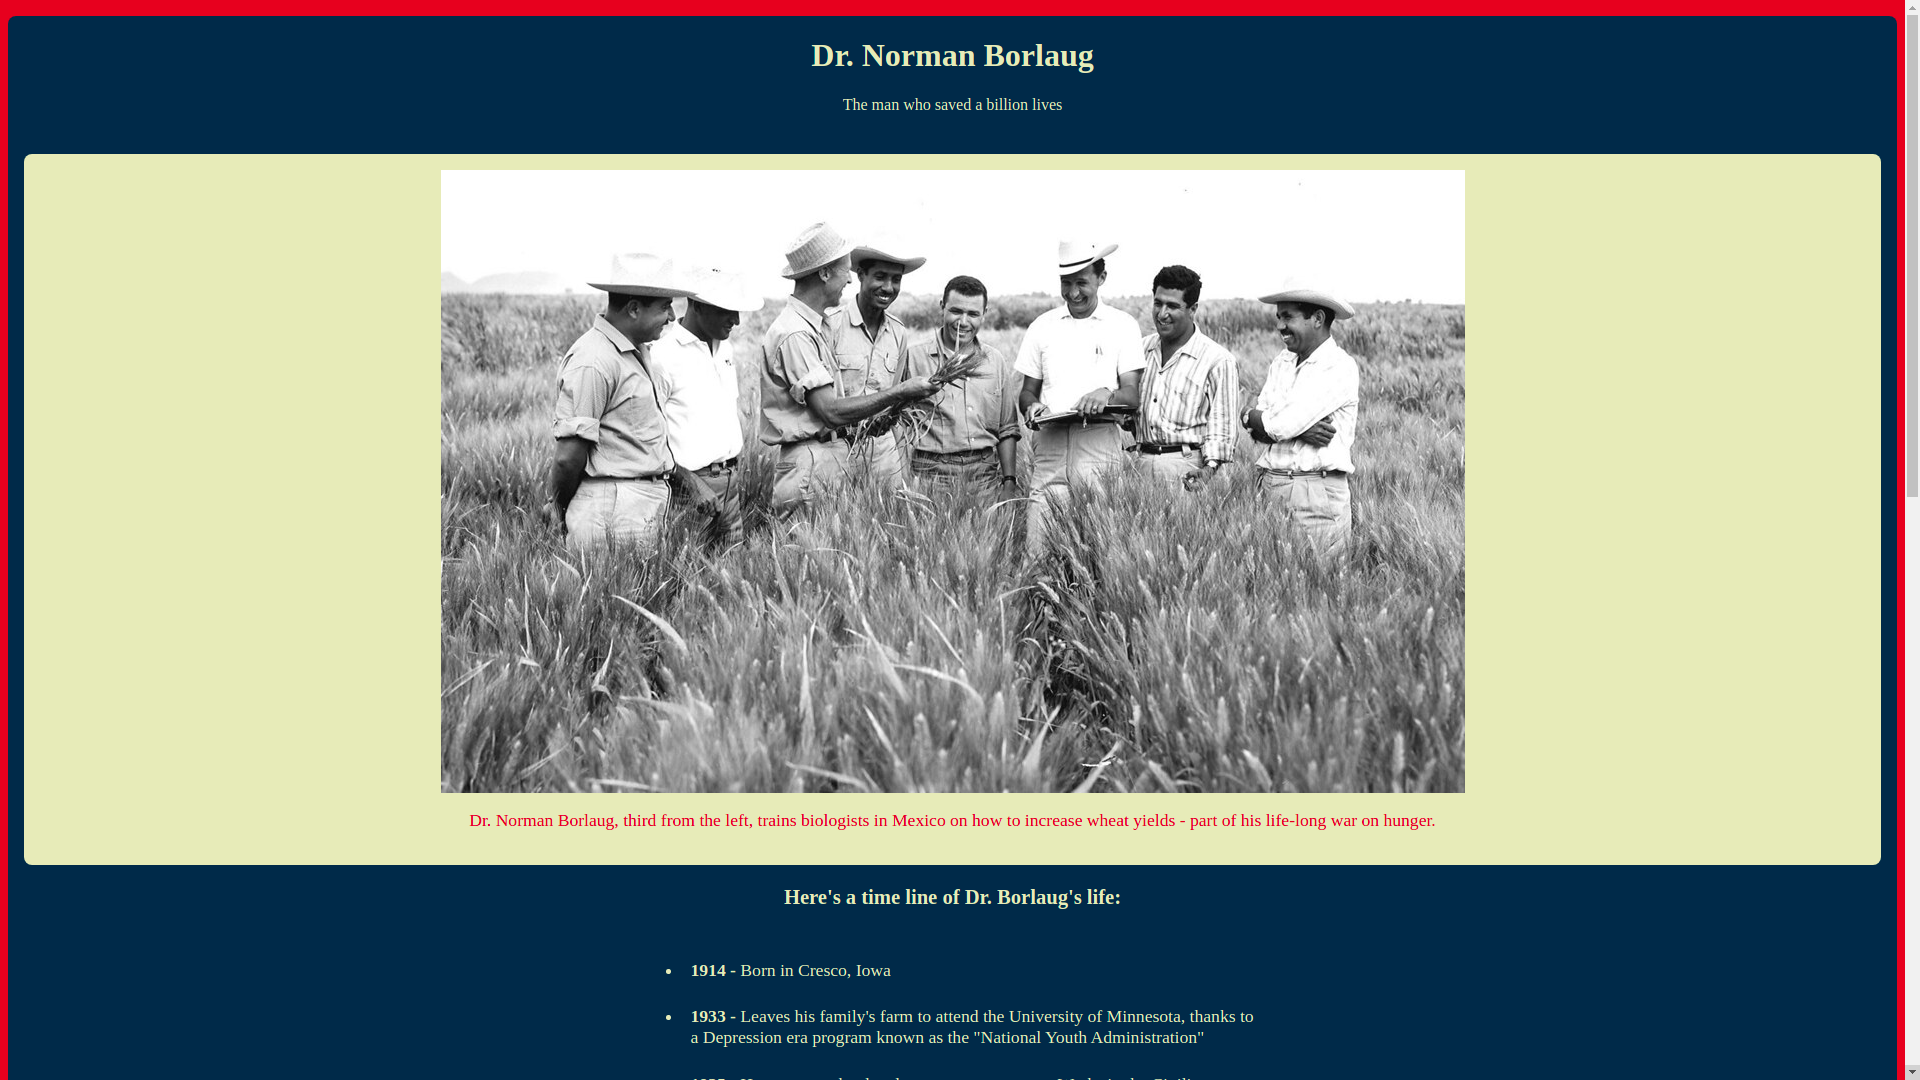 Dr. Norman Borlaug
The man who saved a billion lives
Dr. Norman Borlaug, third from the left, trains biologists in Mexico on how to increase wheat yields - part of his life-long war on hunger.
Here's a time line of Dr. Borlaug's life:
1914 - Born in Cresco, Iowa
1933 - Leaves his family's farm to attend the University of Minnesota, thanks to
a Depression era program known as the "National Youth Administration"